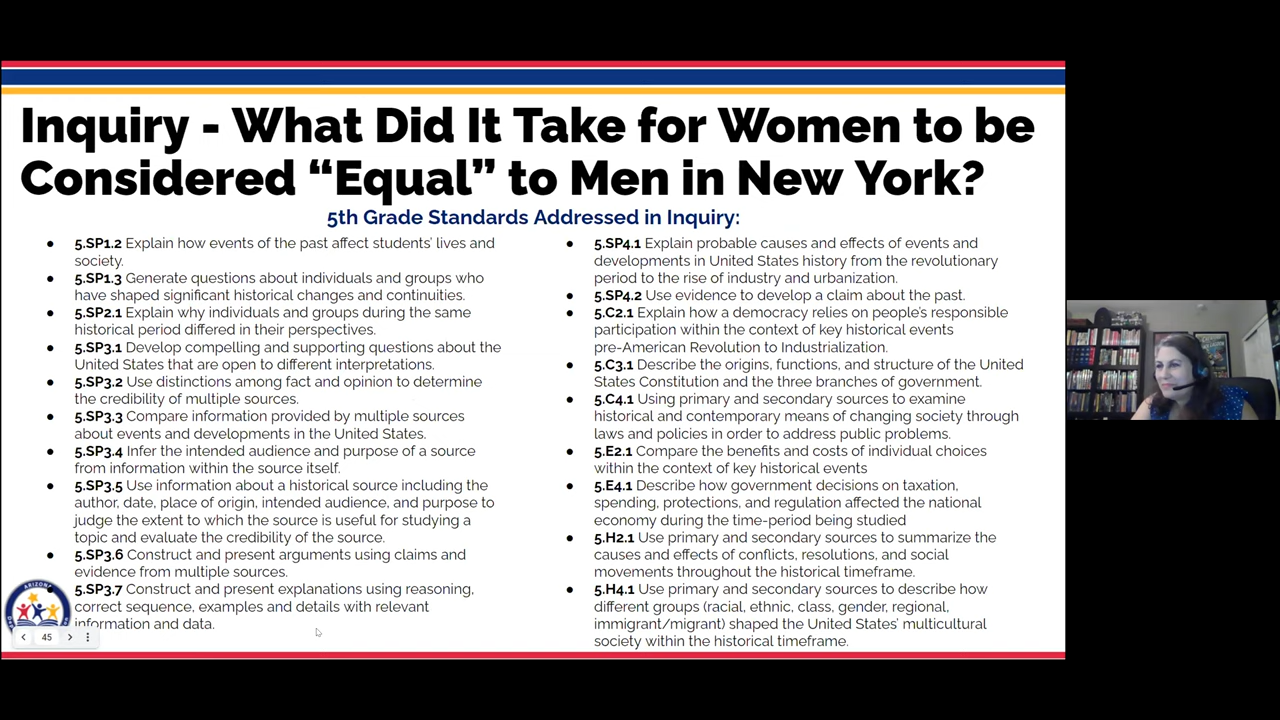 Inquiry - What Did It Take for Women to be
Considered “Equal” to Men in New York?
5th Grade Standards Addressed in Inquiry:
● 5.SP1.2 Explain how events of the past affect students’ lives and
society.
● 5.SP1.3 Generate questions about individuals and groups who
have shaped significant historical changes and continuities.
● 5.SP2.1 Explain why individuals and groups during the same
historical period differed in their perspectives.
● 5.SP3.1 Develop compelling and supporting questions about the
United States that are open to different interpretations.
● 5.SP3.2 Use distinctions among fact and opinion to determine
the credibility of multiple sources.
● 5.SP3.3 Compare information provided by multiple sources
about events and developments in the United States.
● 5.SP3.4 Infer the intended audience and purpose of a source
from information within the source itself.
● 5.SP3.5 Use information about a historical source including the
author, date, place of origin, intended audience, and purpose to
judge the extent to which the source is useful for studying a
topic and evaluate the credibility of the source.
● 5.SP3.6 Construct and present arguments using claims and
evidence from multiple sources.
● 5.SP3.7 Construct and present explanations using reasoning,
correct sequence, examples and details with relevant
information and data.
● 5.SP4.1 Explain probable causes and effects of events and
developments in United States history from the revolutionary
period to the rise of industry and urbanization.
● 5.SP4.2 Use evidence to develop a claim about the past.
● 5.C2.1 Explain how a democracy relies on people’s responsible
participation within the context of key historical events
pre-American Revolution to Industrialization.
● 5.C3.1 Describe the origins, functions, and structure of the United
States Constitution and the three branches of government.
● 5.C4.1 Using primary and secondary sources to examine
historical and contemporary means of changing society through
laws and policies in order to address public problems.
● 5.E2.1 Compare the benefits and costs of individual choices
within the context of key historical events
● 5.E4.1 Describe how government decisions on taxation,
spending, protections, and regulation affected the national
economy during the time-period being studied
● 5.H2.1 Use primary and secondary sources to summarize the
causes and effects of conflicts, resolutions, and social
movements throughout the historical timeframe.
● 5.H4.1 Use primary and secondary sources to describe how
different groups (racial, ethnic, class, gender, regional,
immigrant/migrant) shaped the United States’ multicultural
society within the historical timeframe.
ARIZONA
45